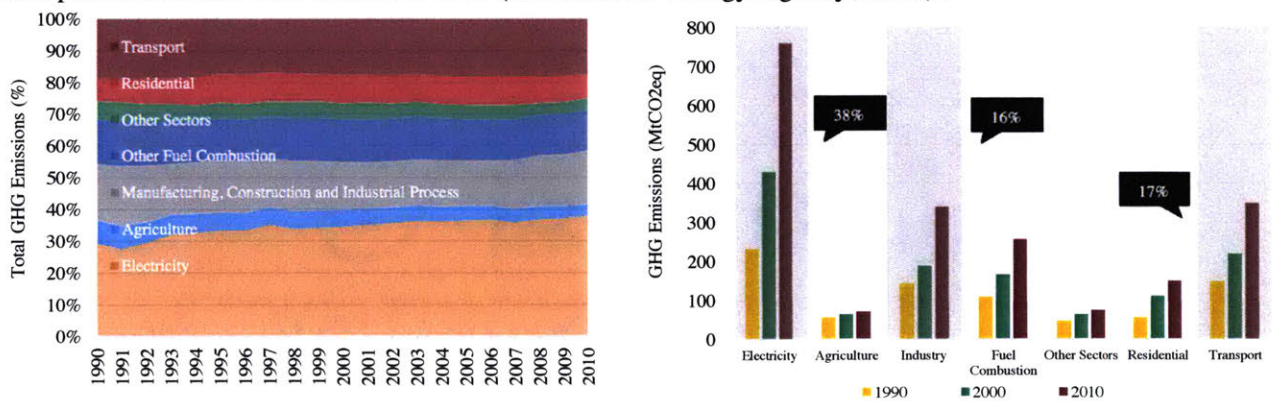 100%
90%
80%
70%
60%
50%
40%
30%
20%
10%
0%
Total GHG Emissions (%)
Transport
Residential
Other Sectors
Other Fuel Combustion
Manufacturing, Construction and Industrial Process
Agriculture
Electricity
1990 1991 1992 1993 1994 1995 1996 1997 1998 1999 2000 2001 2002 2003 2004 2005 2006 2007 2008 2009 2010
800
700
600
500
400
300
200
100
0
GHG Emissions (MtCO2eq)
38%
16%
17%
Electricity Agriculture Industry Fuel Combustion Other Sectors Residential Transport
1990 2000 2010